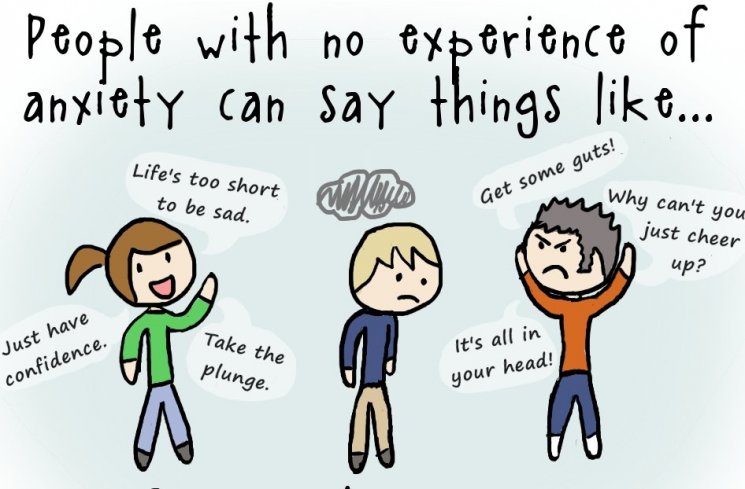 People with no experience of
anxiety can say things like...
Life's too short
to be sad.
Just have
confidence.
Take the
plunge.
Get some guts!
Why can't you
just cheer
up?
It's all in
your head!